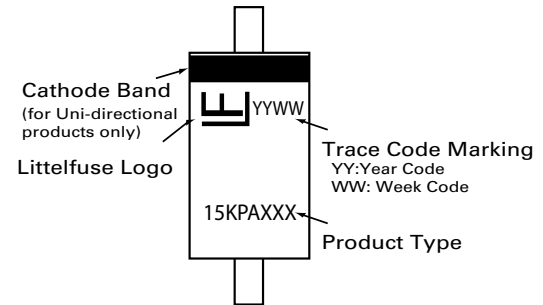 Cathode Band
(for Uni-directional
products only)
Littelfuse Logo
YYWW
Trace Code Marking
YY:Year Code
WW: Week Code
15KPAXXX
Product Type